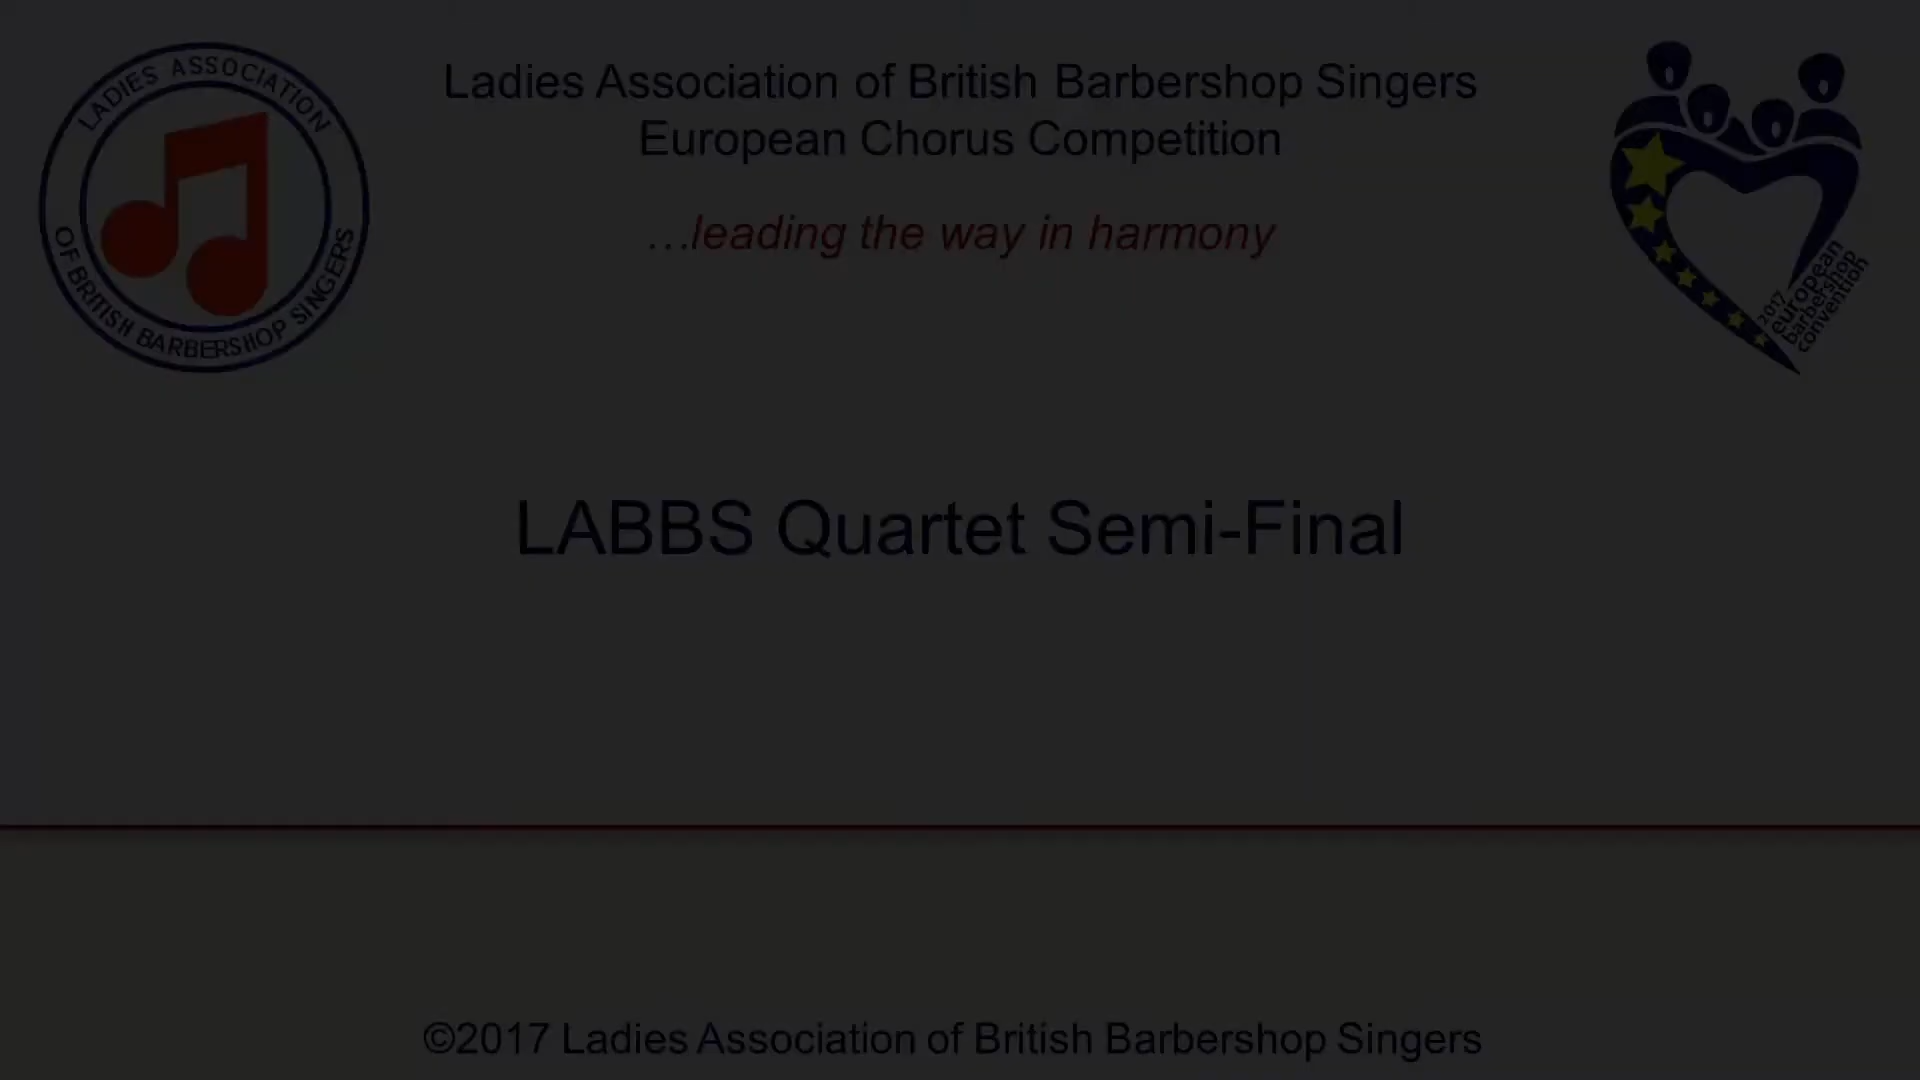 LADIES ASSOCIATION
OF BRITISH BARBERSHOP SINGERS
Ladies Association of British Barbershop Singers
European Chorus Competition
...leading the way in harmony
2017
european
barbershop
convention
LABBS Quartet Semi-Final
©2017 Ladies Association of British Barbershop Singers